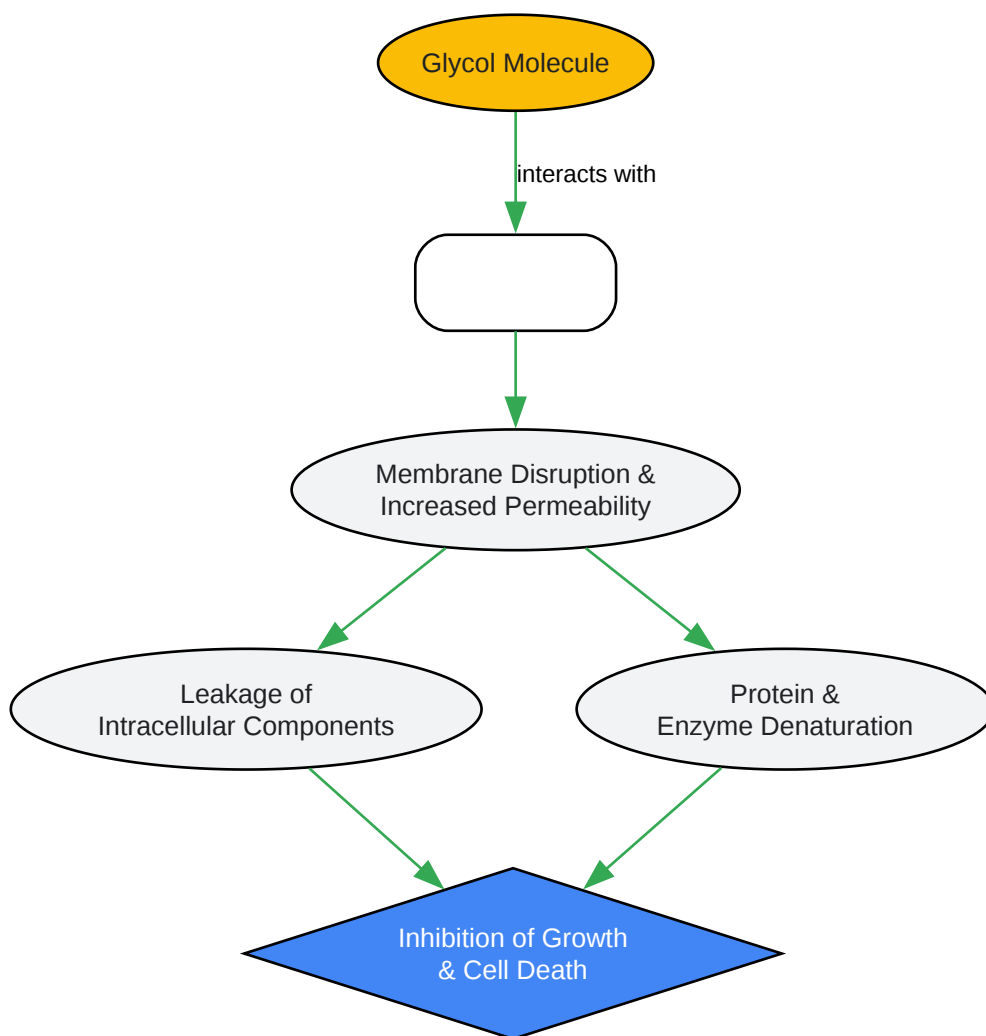 Glycol Molecule
interacts with
Membrane Disruption &
Increased Permeability
Leakage of
Intracellular Components
Protein &
Enzyme Denaturation
Inhibition of Growth
& Cell Death